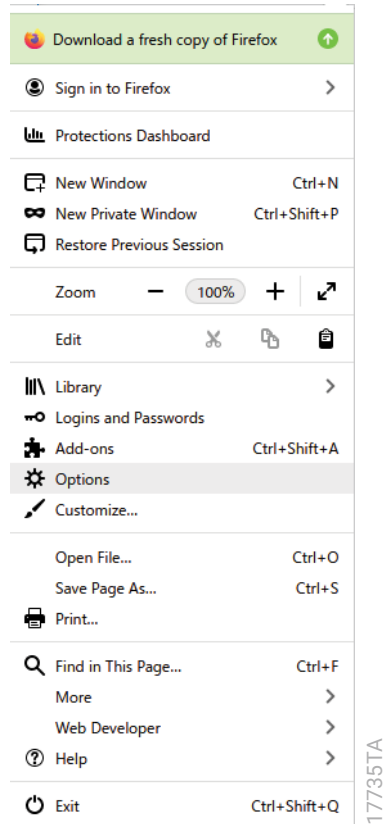 Download a fresh copy of Firefox
Sign in to Firefox
Protections Dashboard
New Window Ctrl+N
New Private Window Ctrl+Shift+P
Restore Previous Session
Zoom 100%
Edit
Library
Logins and Passwords
Add-ons Ctrl+Shift+A
Options
Customize...
Open File... Ctrl+O
Save Page As... Ctrl+S
Print...
Find in This Page... Ctrl+F
More
Web Developer
Help
Exit Ctrl+Shift+Q
17735TA